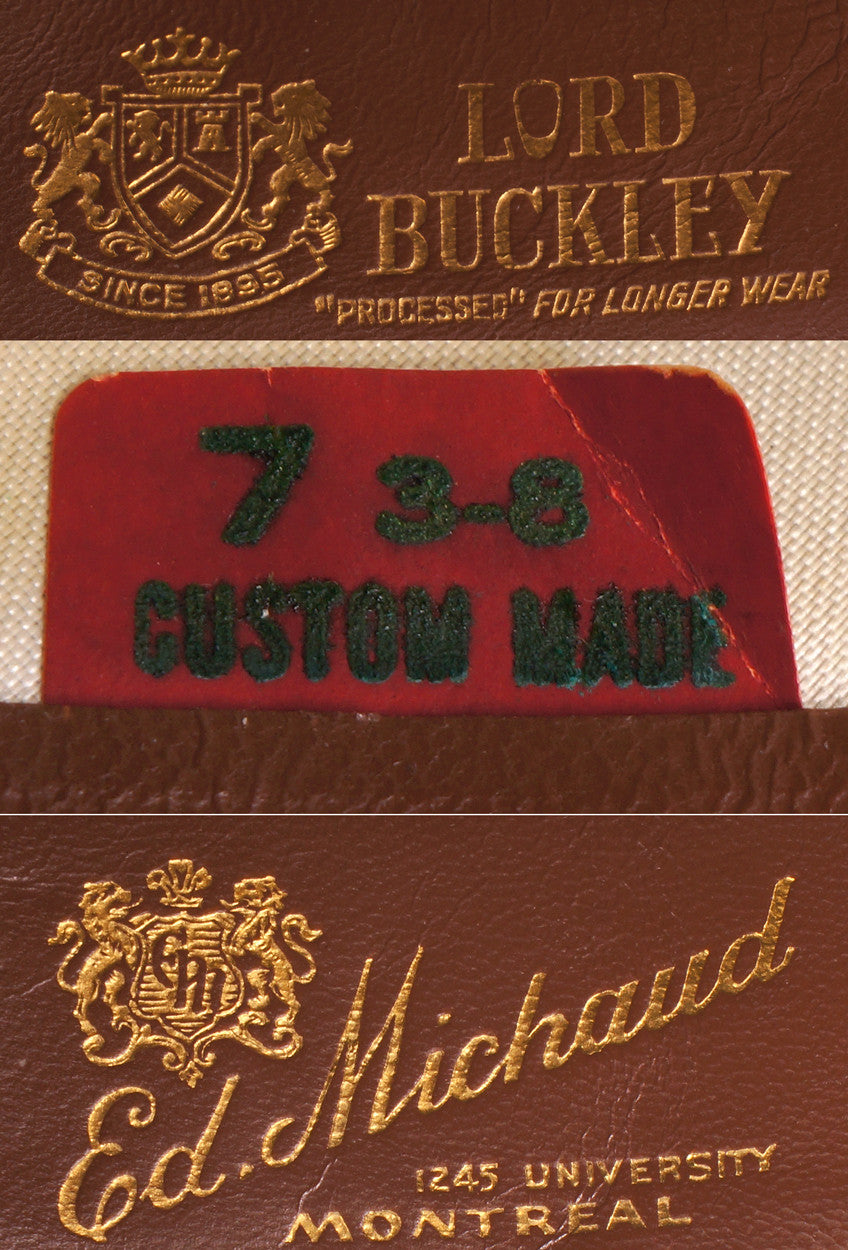 SINCE 1895
LORD
BUCKLEY
"PROCESSED" FOR LONGER WEAR
7 3-8
CUSTOM MADE
Ed. Michaud
1245 UNIVERSITY
MONTREAL